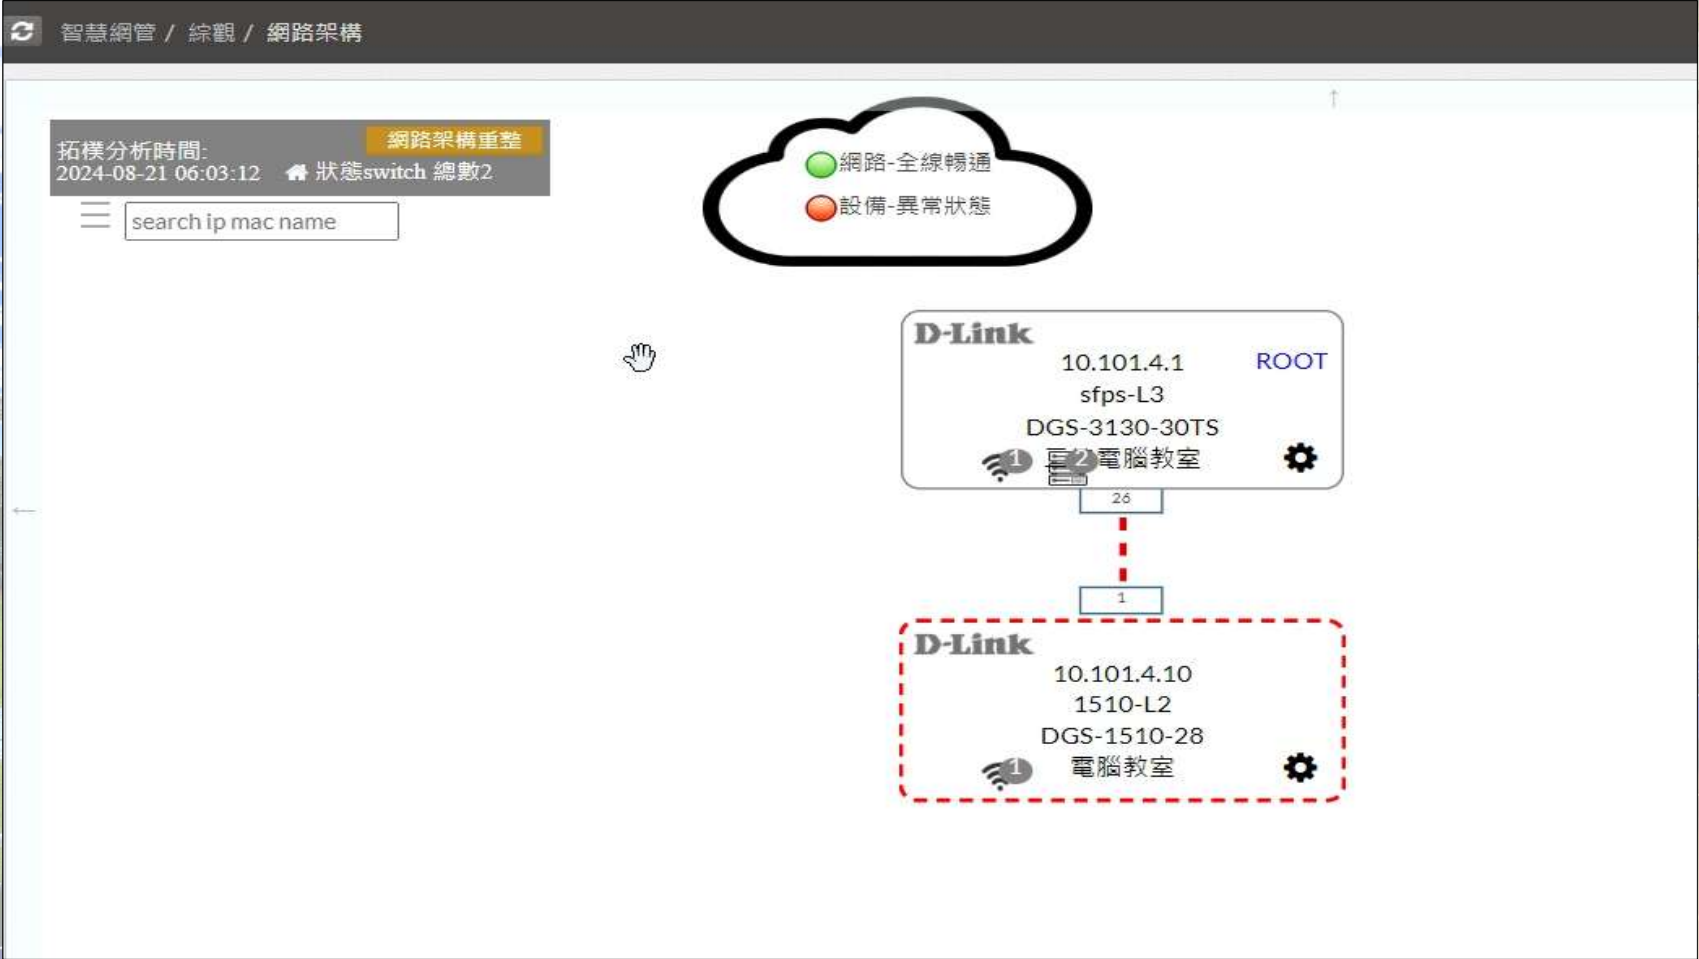 智慧網管 / 綜觀 / 網路架構
網路架構重整
拓樸分析時間:
2024-08-21 06:03:12 狀態switch 總數2
search ip mac name
網路-全線暢通
設備-異常狀態
D-Link
10.101.4.1 ROOT
sfps-L3
DGS-3130-30TS
1 2 電腦教室
26
1
D-Link
10.101.4.10
1510-L2
DGS-1510-28
1 電腦教室